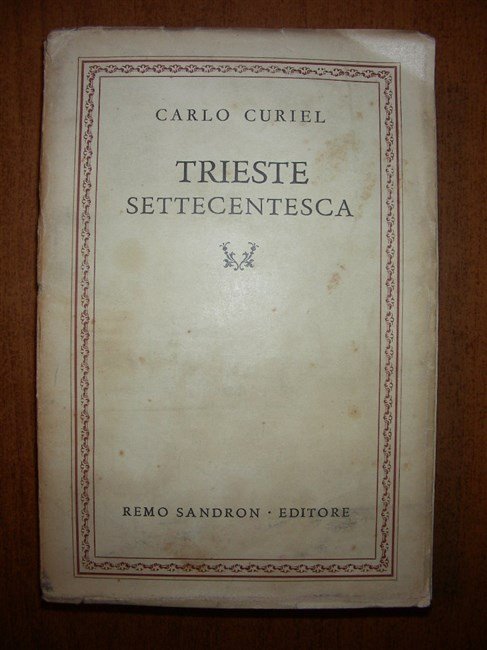 CARLO CURIEL
TRIESTE
SETTECENTESCA
REMO SANDRON · EDITORE